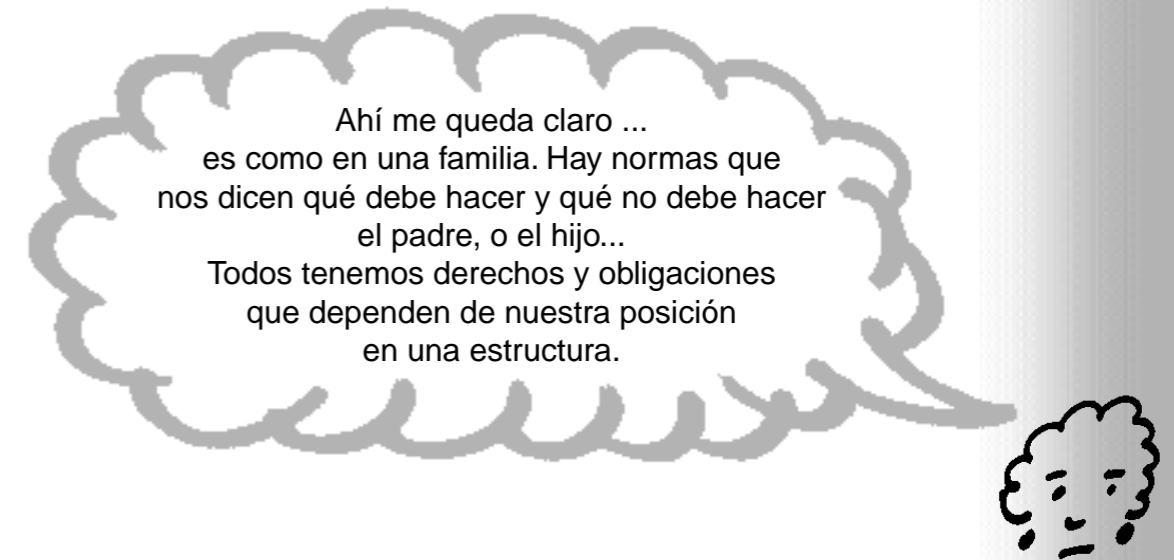 Ahí me queda claro ...
es como en una familia. Hay normas que
nos dicen qué debe hacer y qué no debe hacer
el padre, o el hijo...
Todos tenemos derechos y obligaciones
que dependen de nuestra posición
en una estructura.